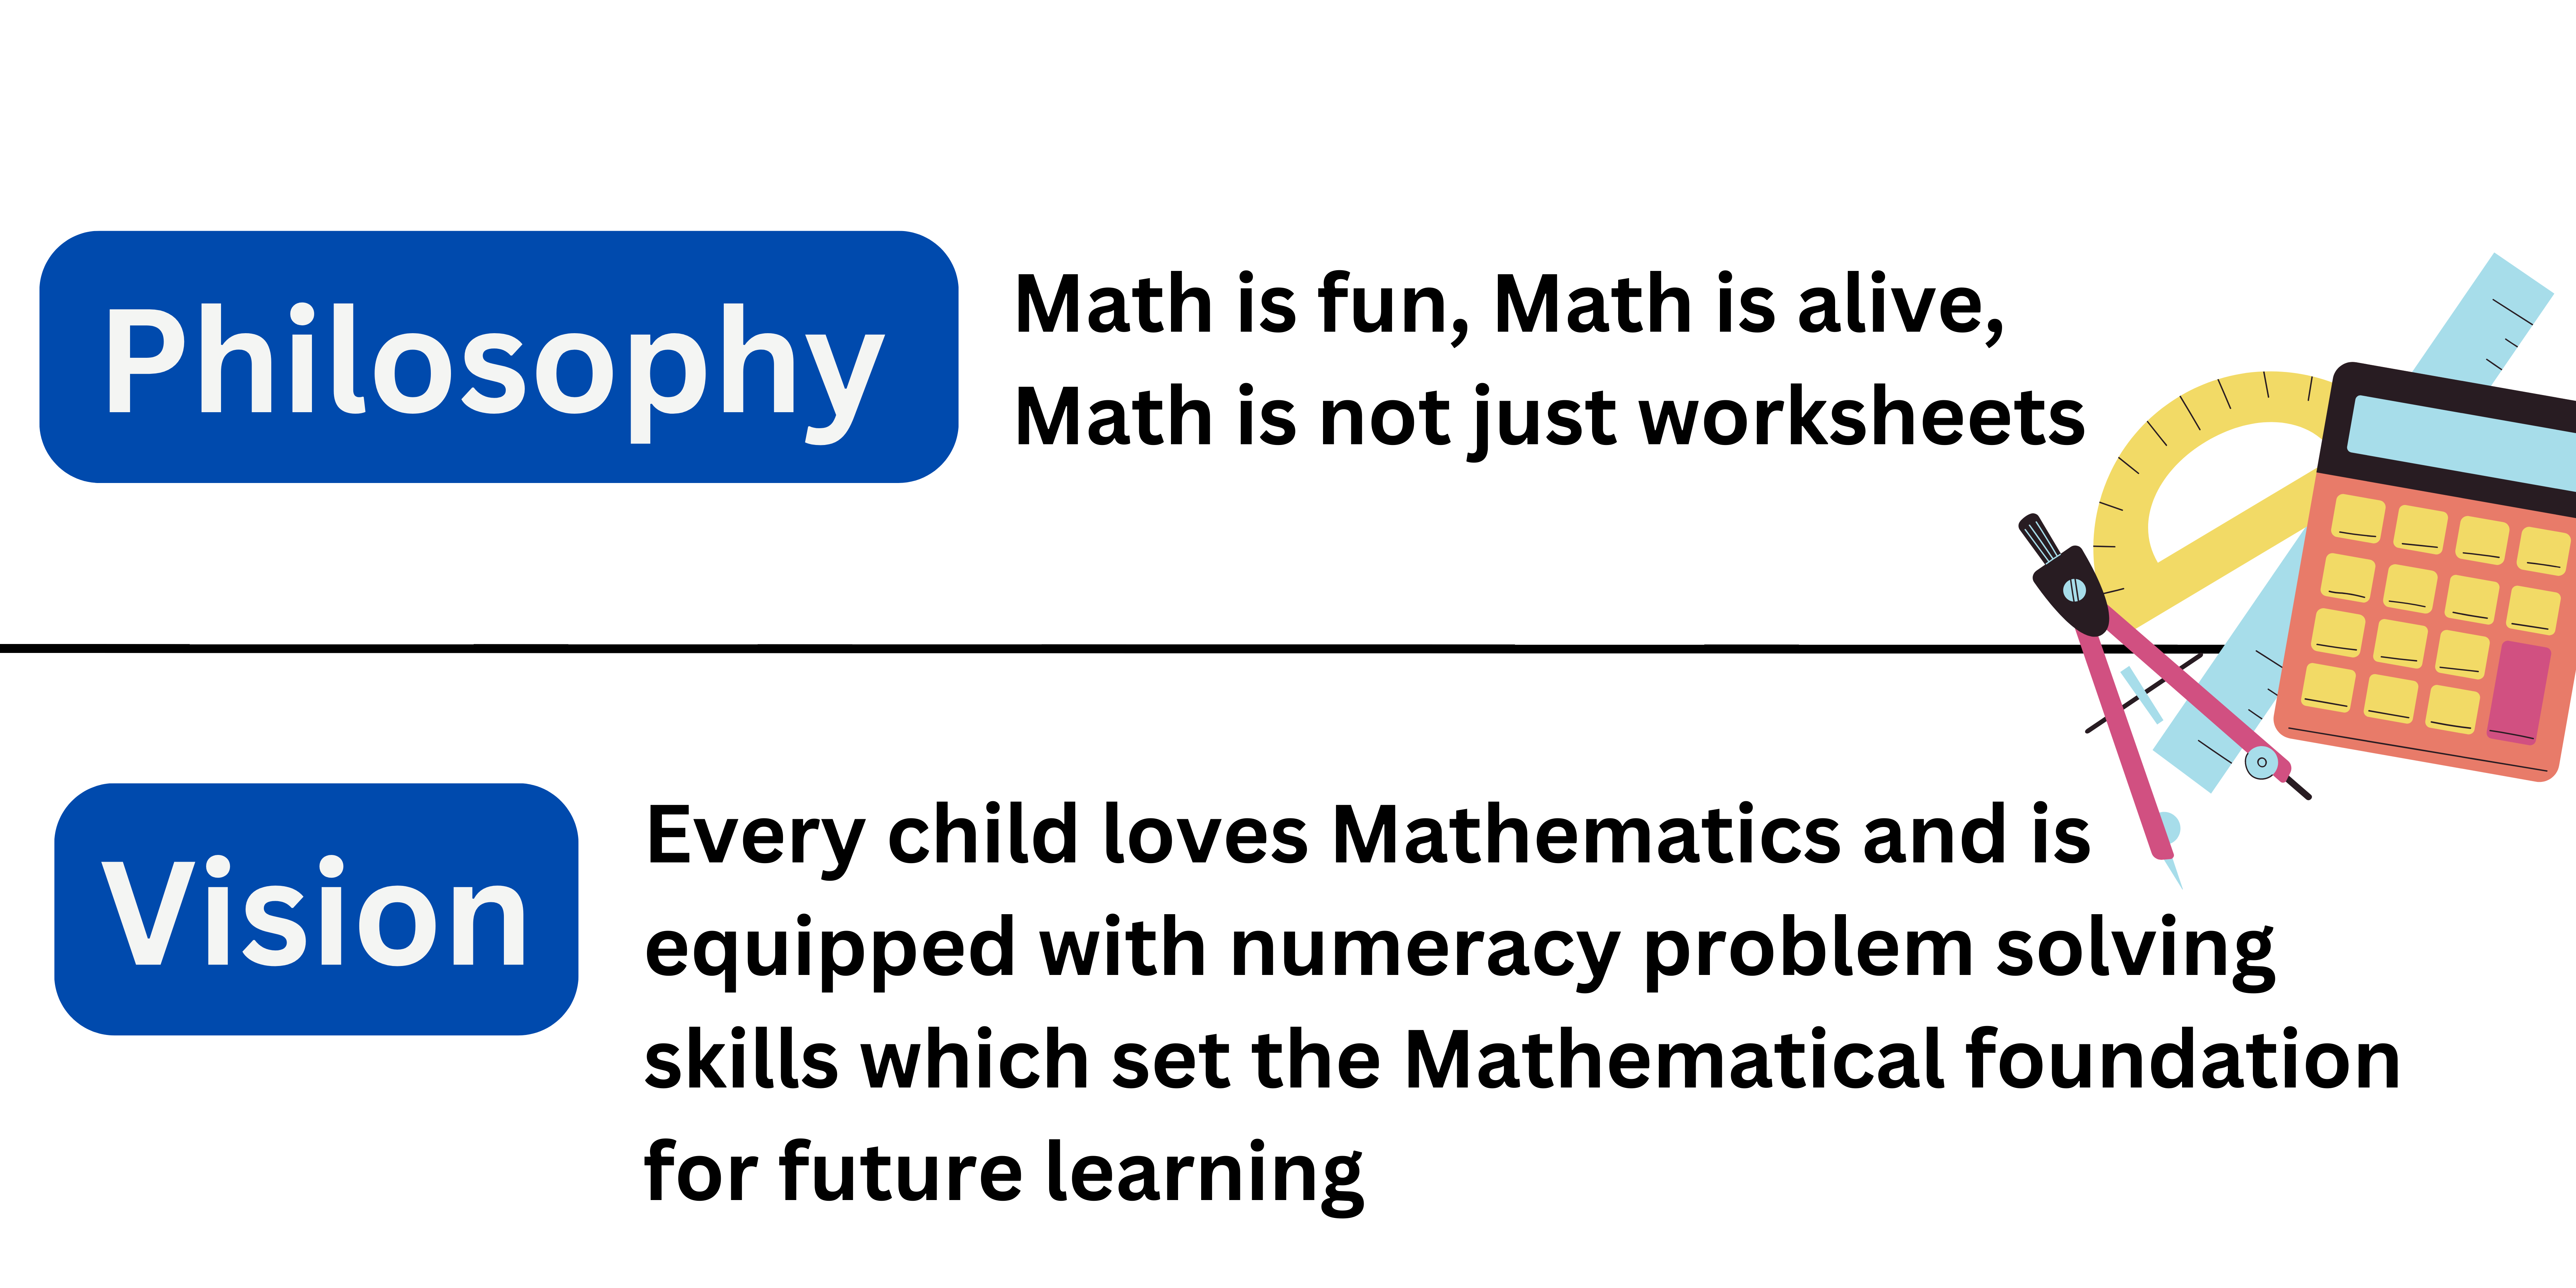 Philosophy
Math is fun, Math is alive,
Math is not just worksheets
Vision
Every child loves Mathematics and is
equipped with numeracy problem solving
skills which set the Mathematical foundation
for future learning